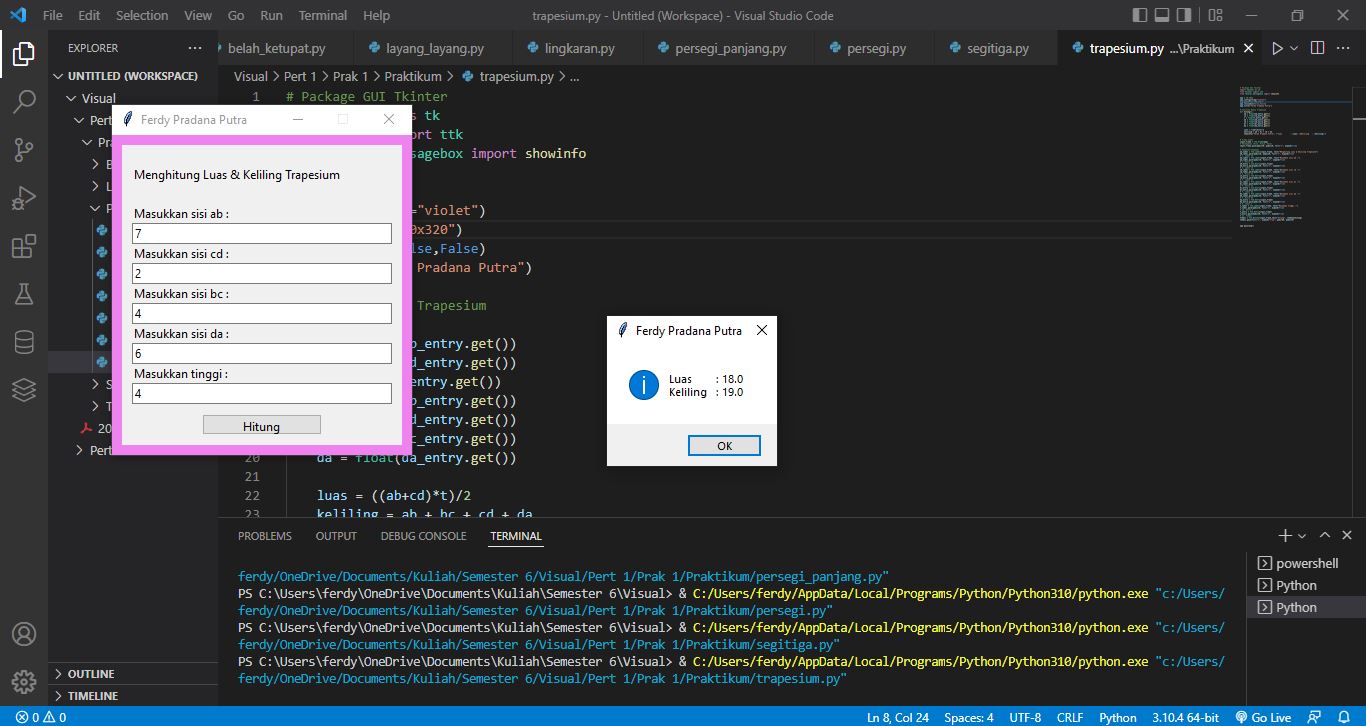 File Edit Selection View Go Run Terminal Help
trapesium.py - Untitled (Workspace) - Visual Studio Code
EXPLORER
belah_ketupat.py layang_layang.py lingkaran.py persegi_panjang.py persegi.py segitiga.py trapesium.py ...\Praktikum
UNTITLED (WORKSPACE)
Visual > Pert 1 > Prak 1 > Praktikum > trapesium.py > ...
Visual
1 # Package GUI Tkinter
s tk
Pert
rt ttk
Pra
sagebox import showinfo
="violet")
0x320")
lse,False)
Pradana Putra")
Trapesium
b_entry.get())
d_entry.get())
entry.get())
b_entry.get())
d_entry.get())
c_entry.get())
20 da = float(da_entry.get())
21
22 luas = ((ab+cd)*t)/2
23 keliling = ab + bc + cd + da
20
Pert
Ferdy Pradana Putra
Menghitung Luas & Keliling Trapesium
Masukkan sisi ab :
7
Masukkan sisi cd :
2
Masukkan sisi bc :
4
Masukkan sisi da :
6
Masukkan tinggi :
4
Hitung
Ferdy Pradana Putra
Luas : 18.0
Keliling : 19.0
OK
PROBLEMS OUTPUT DEBUG CONSOLE TERMINAL
ferdy/OneDrive/Documents/Kuliah/Semester 6/Visual/Pert 1/Prak 1/Praktikum/persegi_panjang.py"
PS C:\Users\ferdy\OneDrive\Documents\Kuliah\Semester 6\Visual> & C:/Users/ferdy/AppData/Local/Programs/Python/Python310/python.exe "c:/Users/
ferdy/OneDrive/Documents/Kuliah/Semester 6/Visual/Pert 1/Prak 1/Praktikum/persegi.py"
PS C:\Users\ferdy\OneDrive\Documents\Kuliah\Semester 6\Visual> & C:/Users/ferdy/AppData/Local/Programs/Python/Python310/python.exe "c:/Users/
ferdy/OneDrive/Documents/Kuliah/Semester 6/Visual/Pert 1/Prak 1/Praktikum/segitiga.py"
PS C:\Users\ferdy\OneDrive\Documents\Kuliah\Semester 6\Visual> & C:/Users/ferdy/AppData/Local/Programs/Python/Python310/python.exe "c:/Users/
ferdy/OneDrive/Documents/Kuliah/Semester 6/Visual/Pert 1/Prak 1/Praktikum/trapesium.py"
powershell
Python
Python
OUTLINE
TIMELINE
0 0 Ln 8, Col 24 Spaces: 4 UTF-8 CRLF Python 3.10.4 64-bit Go Live